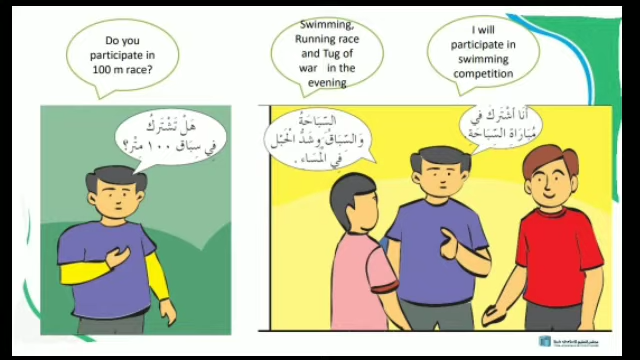 Do you
participate in
100 m race?
Swimming,
Running race
and Tug of
war in the
evening
I will
participate in
swimming
competition
هَلْ تَشْتَرِكُ
فِي سِبَاقِ ١٠٠ مِتْرٍ؟
السِّبَاحَةُ
وَالسِّبَاقُ وَشَدُّ الْحَبْلِ
فِي الْمَسَاءِ.
أَنَا أَشْتَرِكُ فِي
مُبَارَاةِ السِّبَاحَةِ.